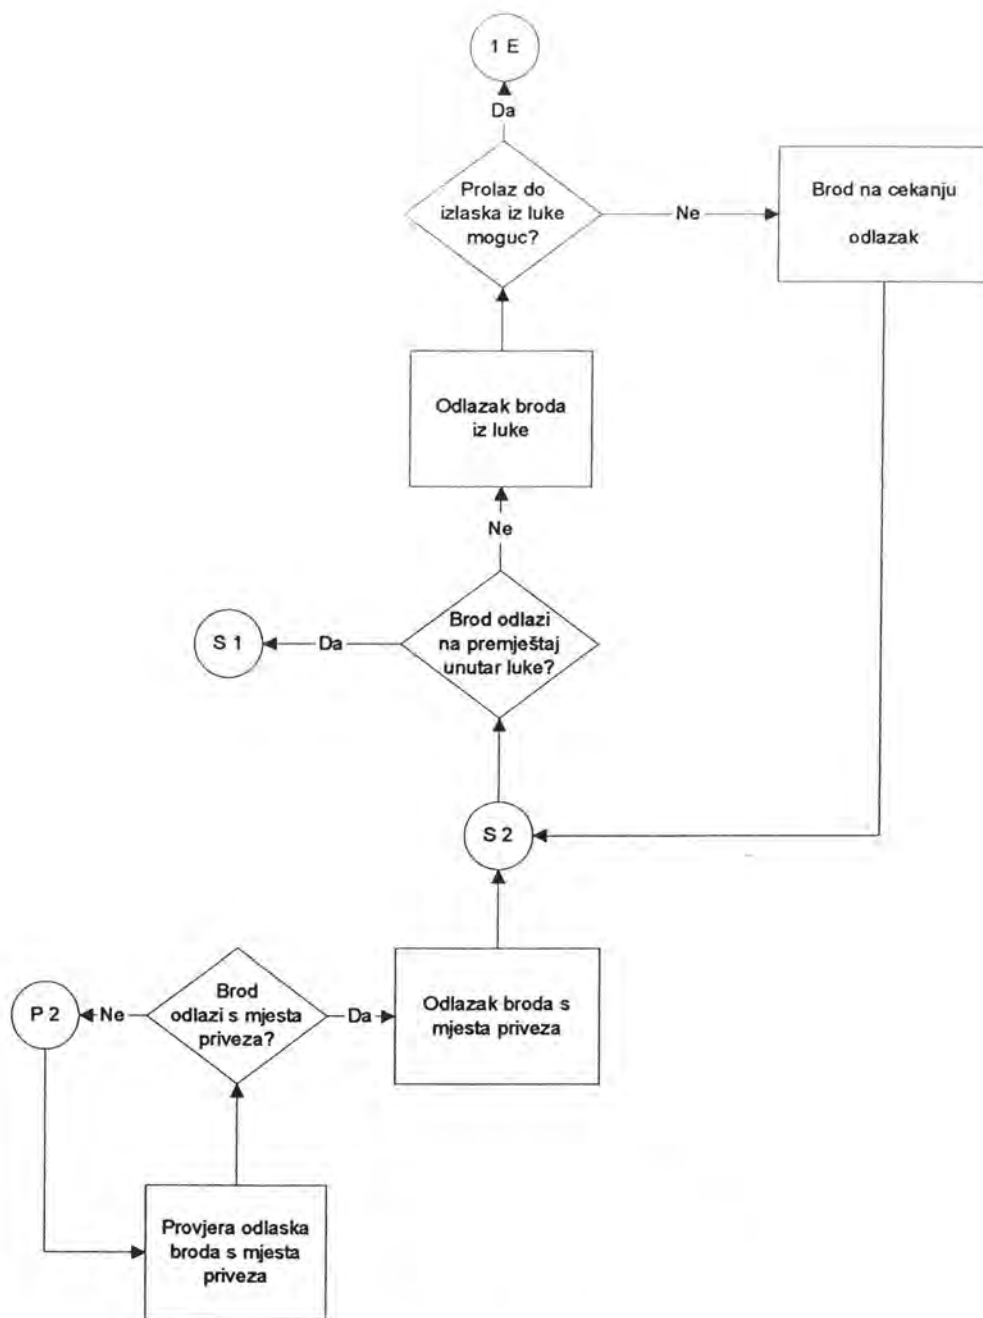 1 E
Da
Prolaz do
izlaska iz luke
moguc?
Ne
Brod na cekanju
odlazak
Odlazak broda
iz luke
Ne
Brod odlazi
na premještaj
unutar luke?
Da
S 1
S 2
Brod
odlazi s mjesta
priveza?
Ne
P 2
Da
Odlazak broda s
mjesta priveza
Provjera odlaska
broda s mjesta
priveza